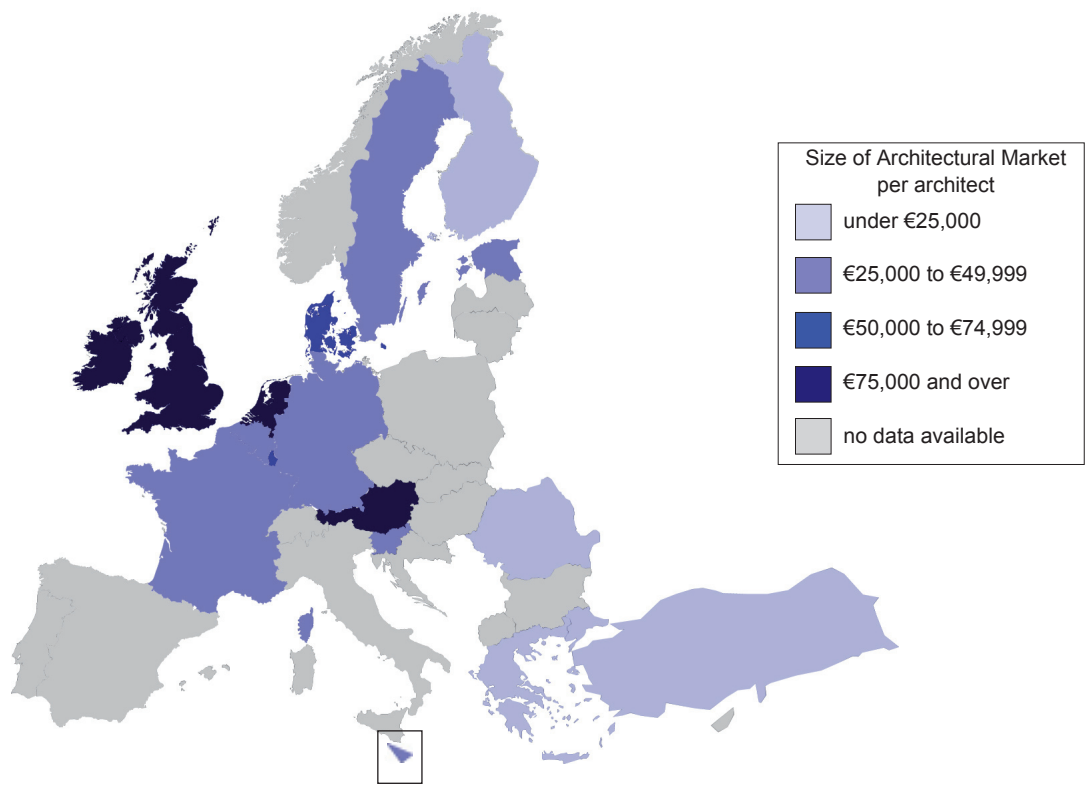 Size of Architectural Market
per architect
under €25,000
€25,000 to €49,999
€50,000 to €74,999
€75,000 and over
no data available